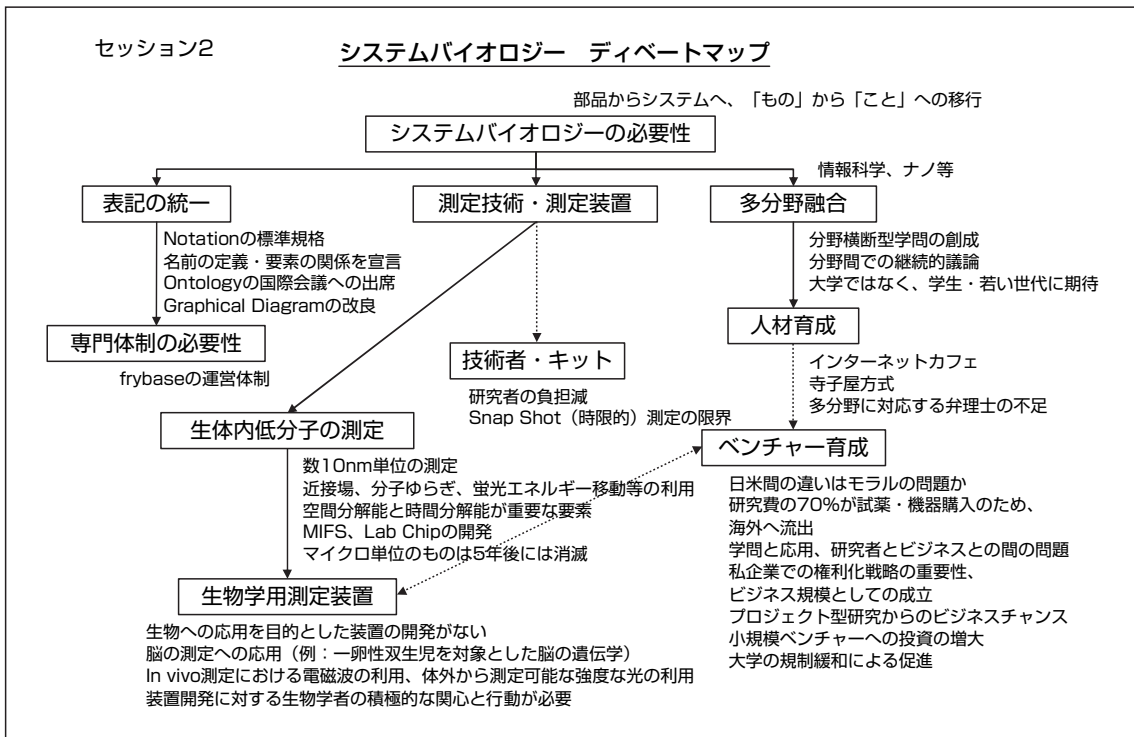 セッション2
システムバイオロジー　ディベートマップ
部品からシステムへ、「もの」から「こと」への移行
システムバイオロジーの必要性
情報科学、ナノ等
表記の統一
測定技術・測定装置
多分野融合
Notationの標準規格
名前の定義・要素の関係を宣言
Ontologyの国際会議への出席
Graphical Diagramの改良
分野横断型学問の創成
分野間での継続的議論
大学ではなく、学生・若い世代に期待
専門体制の必要性
frybaseの運営体制
技術者・キット
研究者の負担減
Snap Shot（時限的）測定の限界
人材育成
インターネットカフェ
寺子屋方式
多分野に対応する弁理士の不足
生体内低分子の測定
数10nm単位の測定
近接場、分子ゆらぎ、蛍光エネルギー移動等の利用
空間分解能と時間分解能が重要な要素
MIFS、Lab Chipの開発
マイクロ単位のものは5年後には消滅
ベンチャー育成
日米間の違いはモラルの問題か
研究費の70%が試薬・機器購入のため、
海外へ流出
学問と応用、研究者とビジネスとの間の問題
私企業での権利化戦略の重要性、
ビジネス規模としての成立
プロジェクト型研究からのビジネスチャンス
小規模ベンチャーへの投資の増大
大学の規制緩和による促進
生物学用測定装置
生物への応用を目的とした装置の開発がない
脳の測定への応用（例：一卵性双生児を対象とした脳の遺伝学）
In vivo測定における電磁波の利用、体外から測定可能な強度な光の利用
装置開発に対する生物学者の積極的な関心と行動が必要